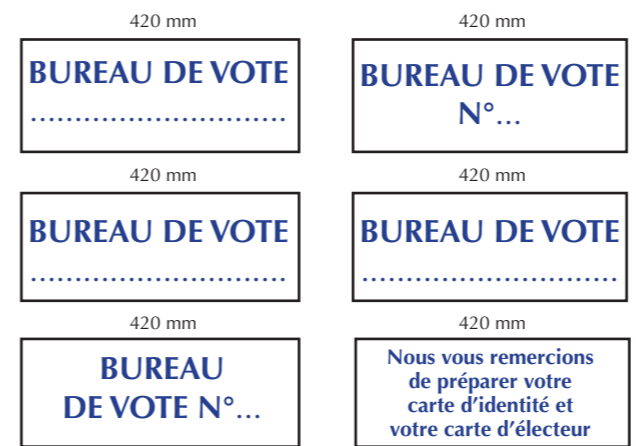 420 mm
BUREAU DE VOTE
.............................
420 mm
BUREAU DE VOTE
N°...
420 mm
BUREAU DE VOTE
.............................
420 mm
BUREAU DE VOTE
.............................
420 mm
BUREAU
DE VOTE N°...
420 mm
Nous vous remercions
de préparer votre
carte d’identité et
votre carte d’électeur